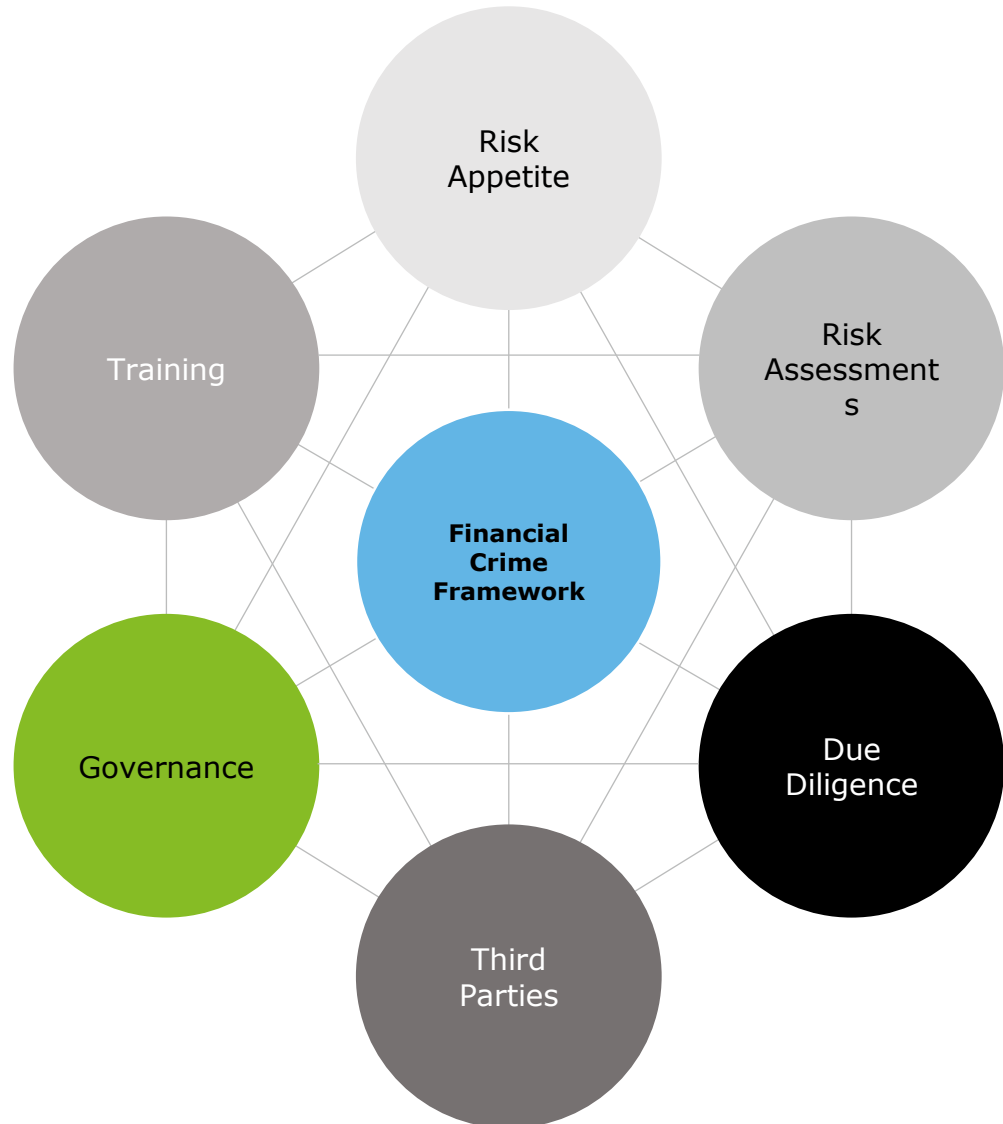 Risk
Appetite
Training
Risk
Assessment
s
Financial
Crime
Framework
Governance
Due
Diligence
Third
Parties